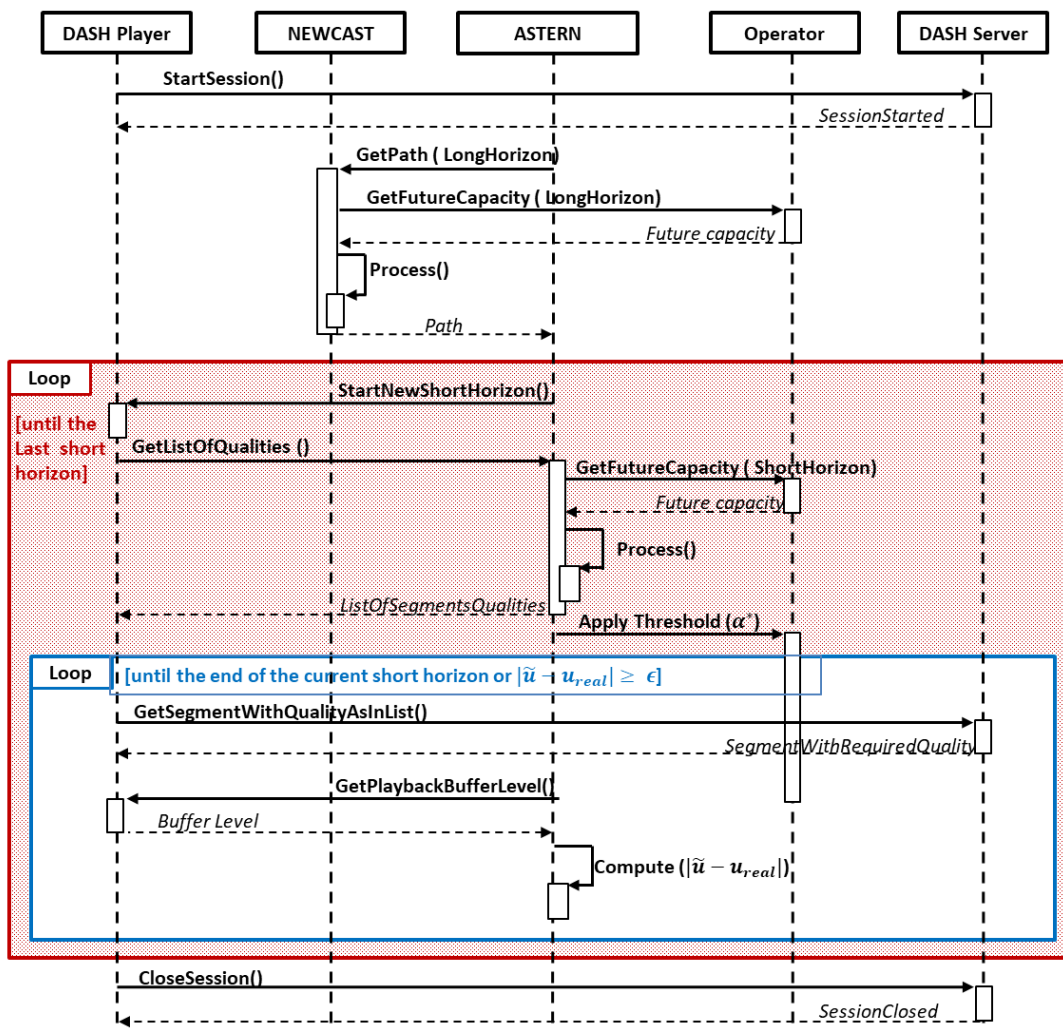 DASH Player NEWCAST ASTERN Operator DASH Server
StartSession()
SessionStarted
GetPath ( LongHorizon)
GetFutureCapacity ( LongHorizon)
Future capacity
Process()
Path
Loop
StartNewShortHorizon()
[until the
Last short
horizon]
GetListOfQualities ()
GetFutureCapacity ( ShortHorizon)
Future capacity
Process()
ListOfSegmentsQualities
Apply Threshold (α*)
Loop
[until the end of the current short horizon or |ũ − u_real| ≥ ϵ]
GetSegmentWithQualityAsInList()
SegmentWithRequiredQuality
GetPlaybackBufferLevel()
Buffer Level
Compute (|ũ − u_real|)
CloseSession()
SessionClosed